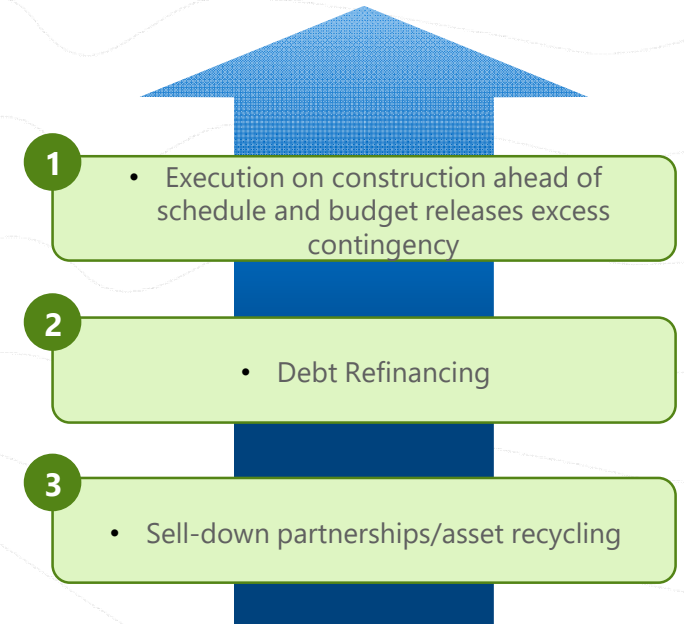 1
• Execution on construction ahead of
schedule and budget releases excess
contingency
2
• Debt Refinancing
3
• Sell-down partnerships/asset recycling